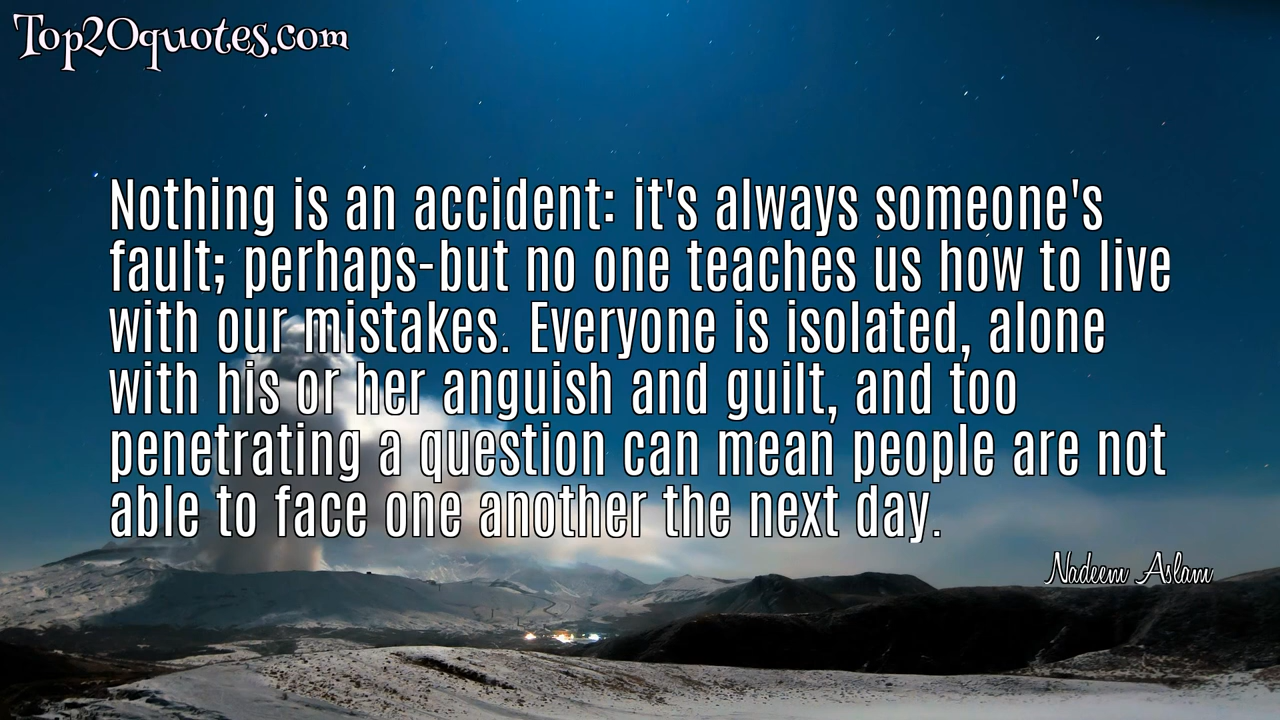 Top20quotes.com
Nothing is an accident: it's always someone's
fault; perhaps-but no one teaches us how to live
with our mistakes. Everyone is isolated, alone
with his or her anguish and guilt, and too
penetrating a question can mean people are not
able to face one another the next day.
Nadeem Aslam